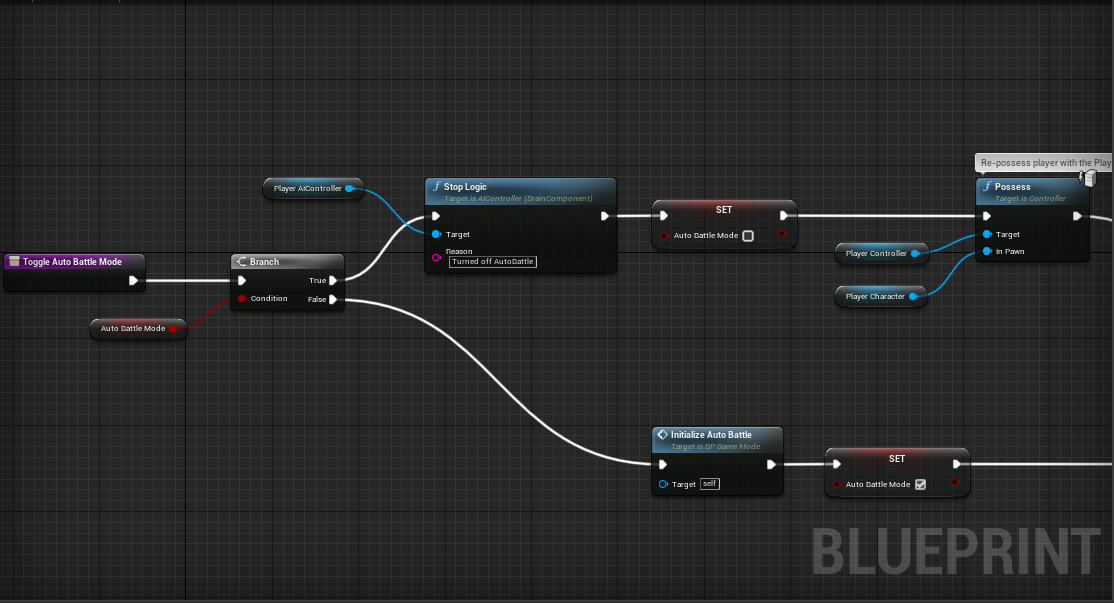 Re-possess player with the Play
Player AIController
Stop Logic
Target is AIController (BrainComponent)
Target
Reason
Turned off AutoBattle
SET
Auto Battle Mode
Possess
Target is Controller
Target
In Pawn
Player Controller
Player Character
Toggle Auto Battle Mode
Branch
True
Condition
False
Auto Battle Mode
Initialize Auto Battle
Target is BP Game Mode
Target self
SET
Auto Battle Mode
BLUEPRINT